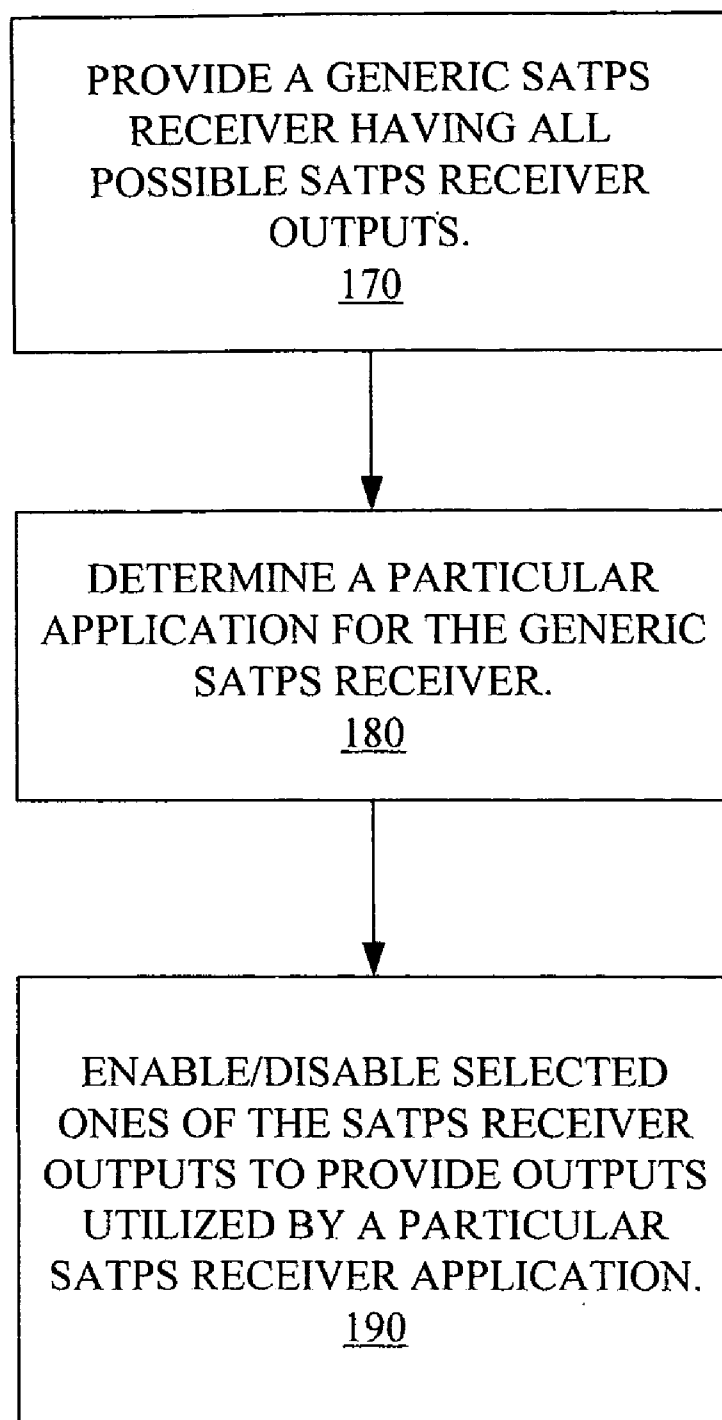 PROVIDE A GENERIC SATPS
RECEIVER HAVING ALL
POSSIBLE SATPS RECEIVER
OUTPUTS.
170
DETERMINE A PARTICULAR
APPLICATION FOR THE GENERIC
SATPS RECEIVER.
180
ENABLE/DISABLE SELECTED
ONES OF THE SATPS RECEIVER
OUTPUTS TO PROVIDE OUTPUTS
UTILIZED BY A PARTICULAR
SATPS RECEIVER APPLICATION.
190